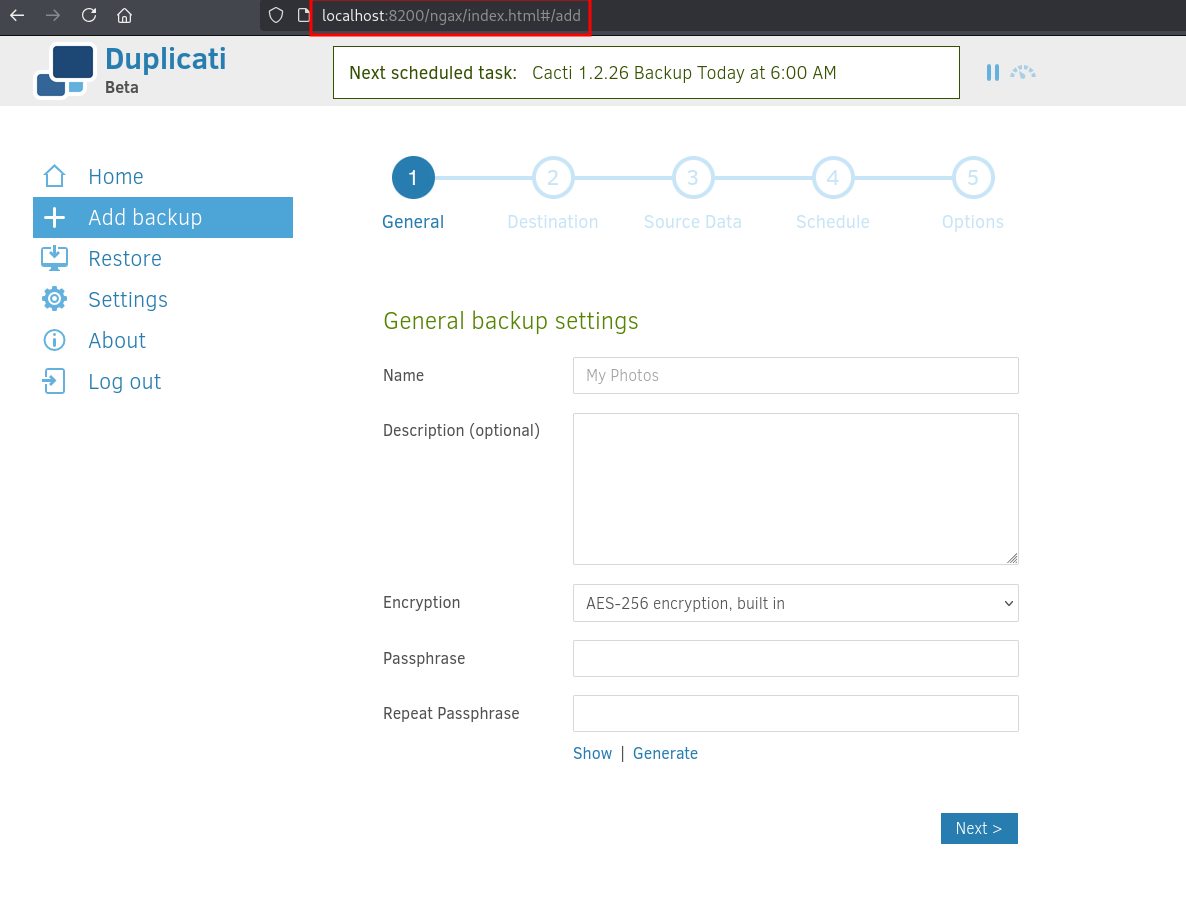 localhost:8200/ngax/index.html#/add
Duplicati
Beta
Next scheduled task: Cacti 1.2.26 Backup Today at 6:00 AM
Home
Add backup
Restore
Settings
About
Log out
1 2 3 4 5
General Destination Source Data Schedule Options
General backup settings
Name My Photos
Description (optional)
Encryption AES-256 encryption, built in
Passphrase
Repeat Passphrase
Show | Generate
Next >